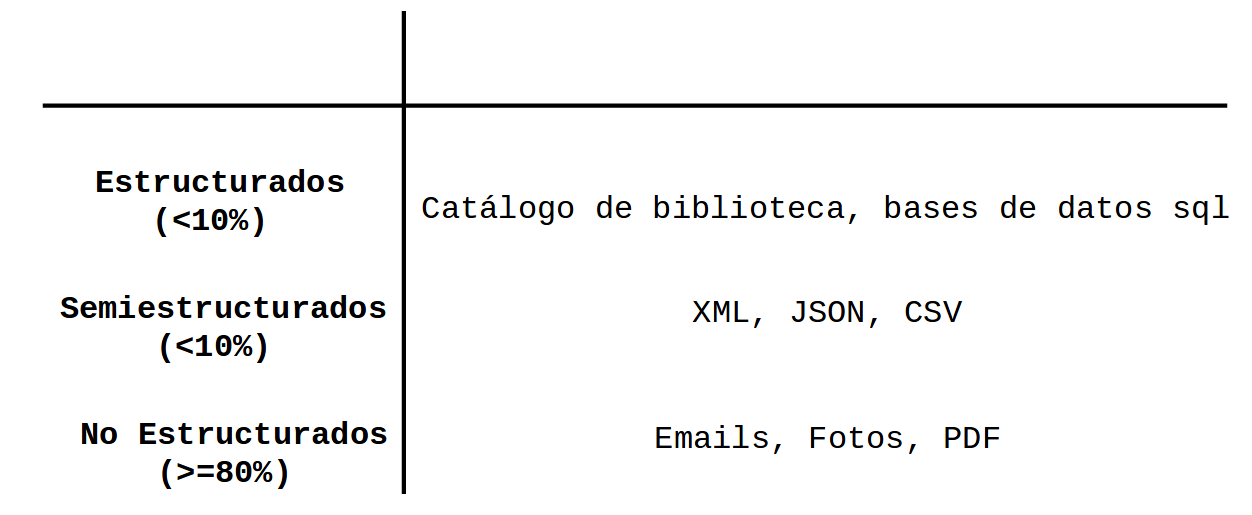 Estructurados
(<10%)
Catálogo de biblioteca, bases de datos sql
Semiestructurados
(<10%)
XML, JSON, CSV
No Estructurados
(>=80%)
Emails, Fotos, PDF